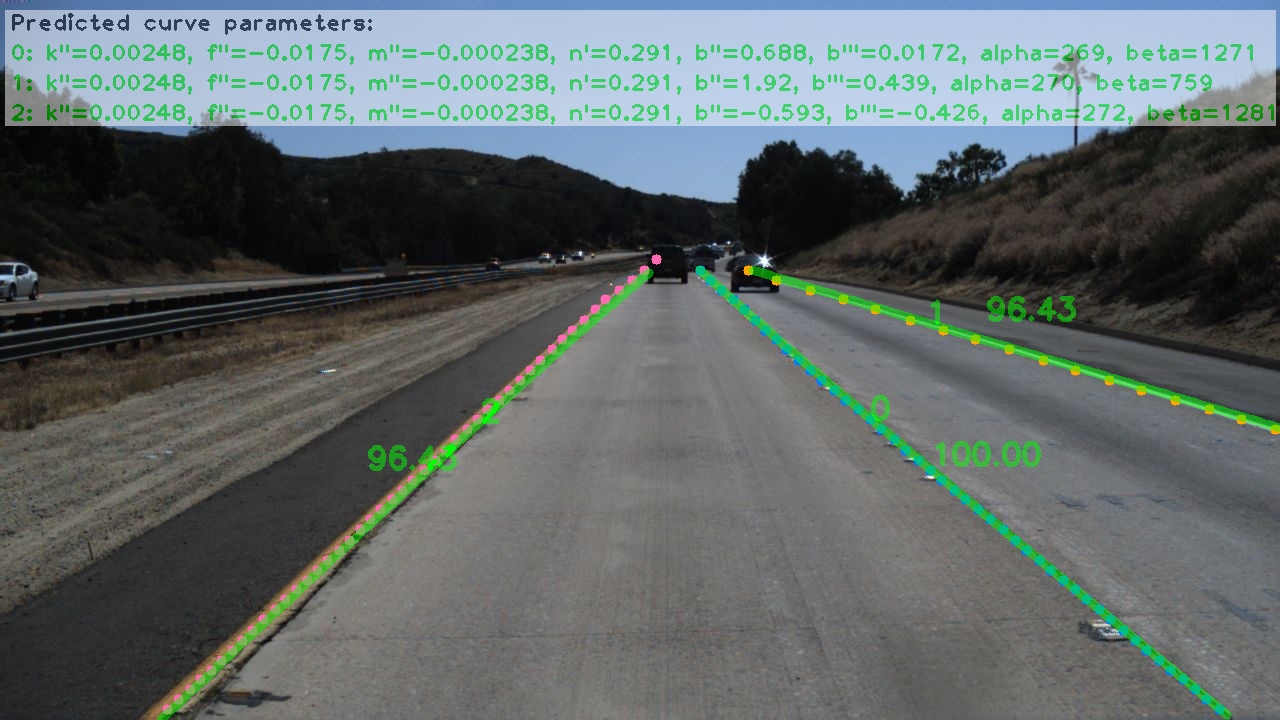 Predicted curve parameters:
0: k''=0.00248, f''=-0.0175, m''=-0.000238, n'=0.291, b''=0.688, b'''=0.0172, alpha=269, beta=1271
1: k''=0.00248, f''=-0.0175, m''=-0.000238, n'=0.291, b''=1.92, b'''=0.439, alpha=270, beta=759
2: k''=0.00248, f''=-0.0175, m''=-0.000238, n'=0.291, b''=-0.593, b'''=-0.426, alpha=272, beta=1281
1 96.43
2 0
96.43 100.00